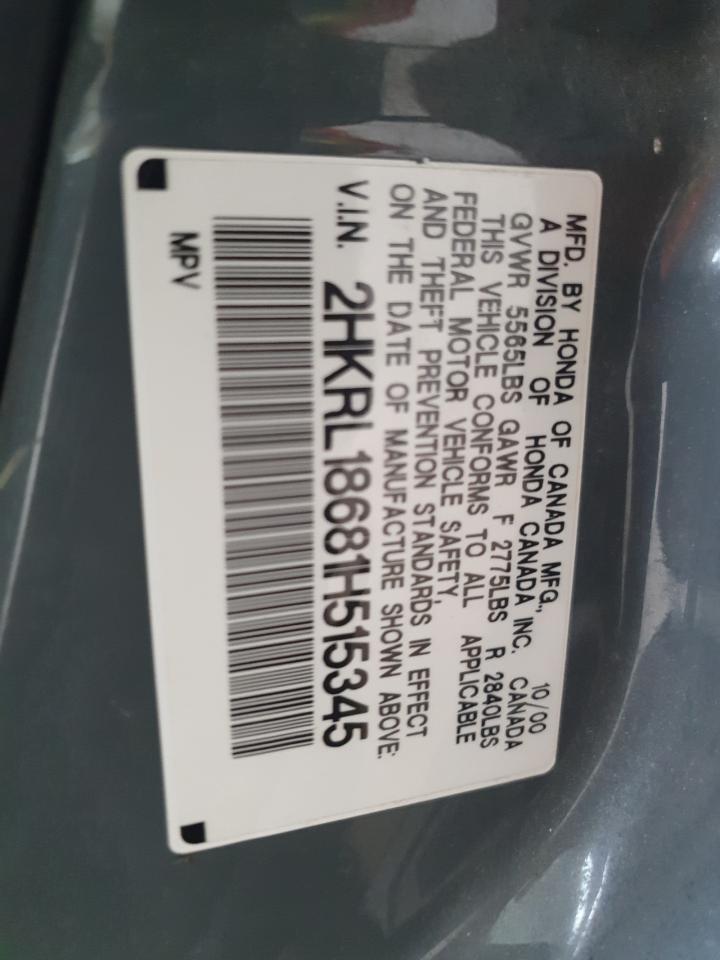 MFD. BY HONDA OF CANADA MFG., 10/00
A DIVISION OF HONDA CANADA INC. CANADA
GVWR 5565LBS GAWR F 2775LBS R 2840LBS
THIS VEHICLE CONFORMS TO ALL APPLICABLE
FEDERAL MOTOR VEHICLE SAFETY,
AND THEFT PREVENTION STANDARDS IN EFFECT
ON THE DATE OF MANUFACTURE SHOWN ABOVE:
V.I.N. 2HKRL18681H515345
MPV